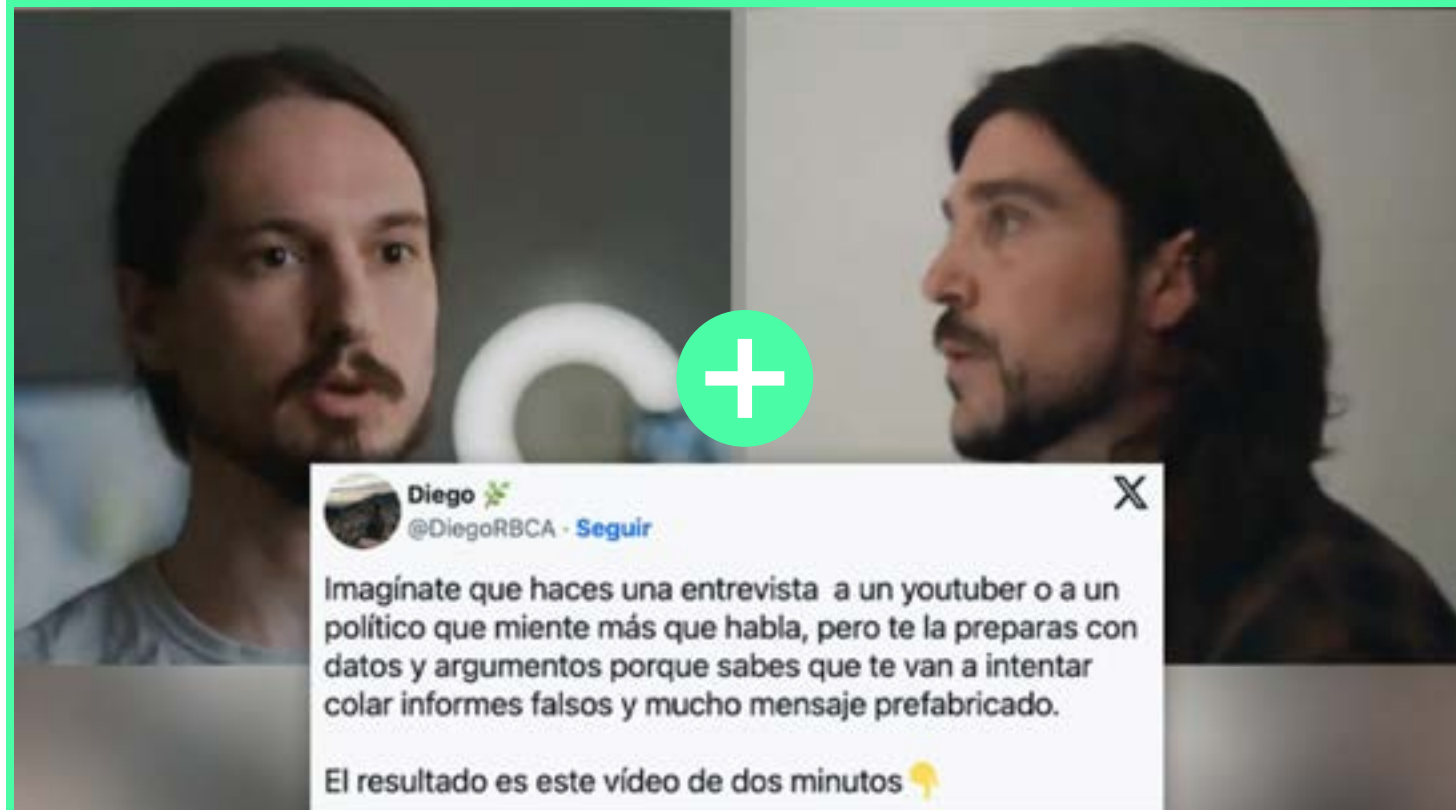 Diego 🌿
@DiegoRBCA · Seguir
Imagínate que haces una entrevista a un youtuber o a un
político que miente más que habla, pero te la preparas con
datos y argumentos porque sabes que te van a intentar
colar informes falsos y mucho mensaje prefabricado.
El resultado es este vídeo de dos minutos 👇